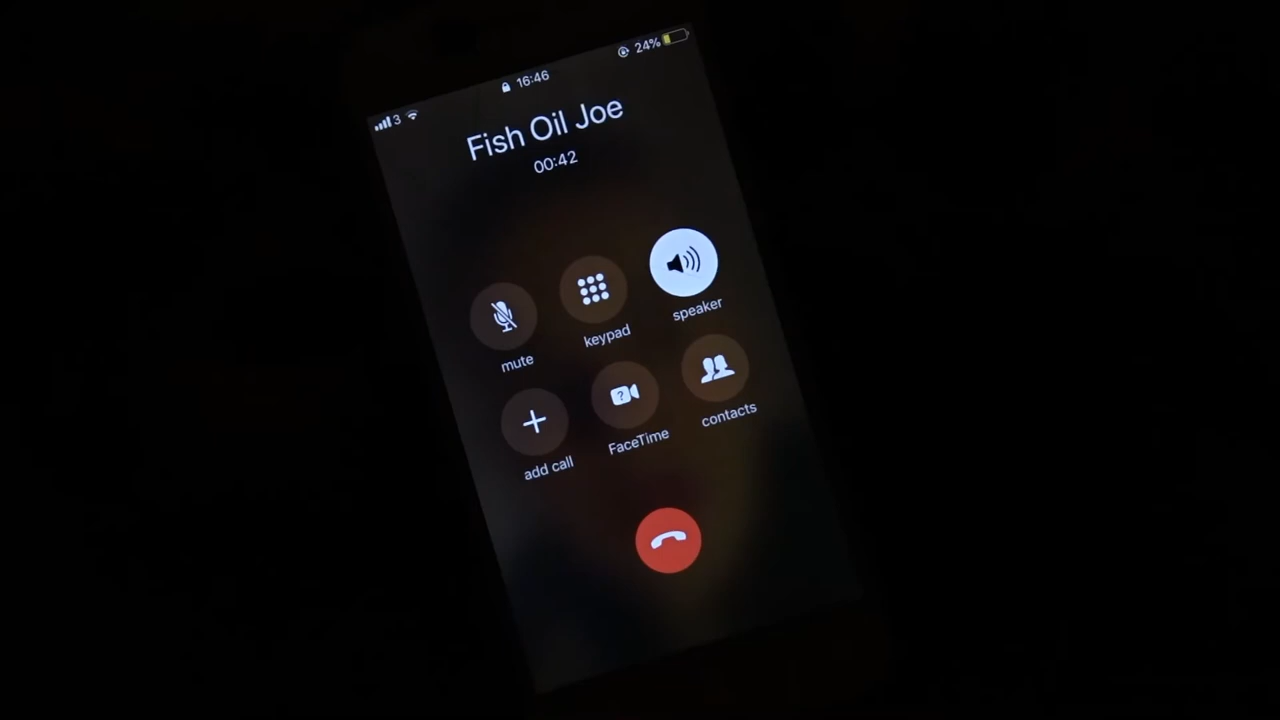 3 16:46 24%
Fish Oil Joe
00:42
mute keypad speaker
?
add call FaceTime contacts